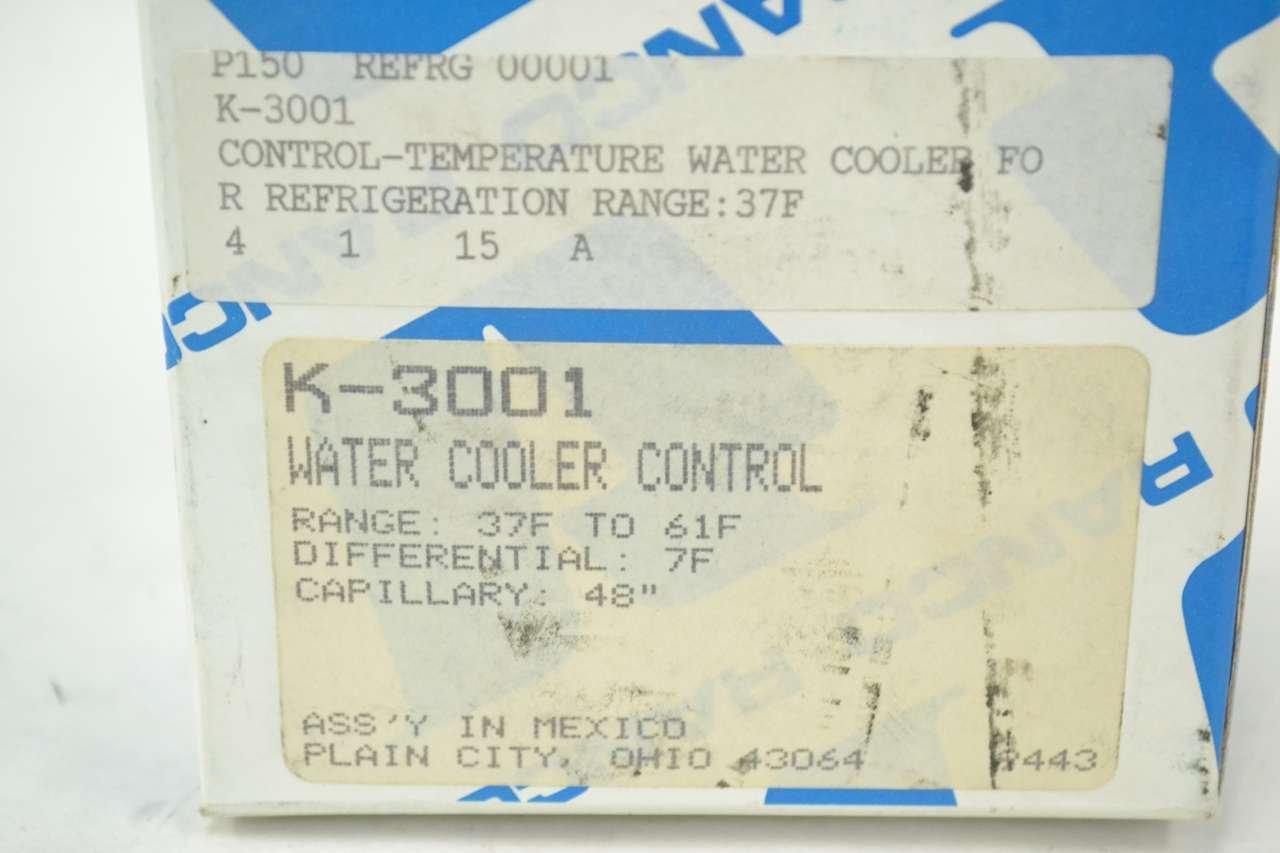 P150 REFRG 00001
K-3001
CONTROL-TEMPERATURE WATER COOLER FO
R REFRIGERATION RANGE:37F
4 1 15 A
K-3001
WATER COOLER CONTROL
RANGE: 37F TO 61F
DIFFERENTIAL: 7F
CAPILLARY: 48"
ASS'Y IN MEXICO
PLAIN CITY, OHIO 43064